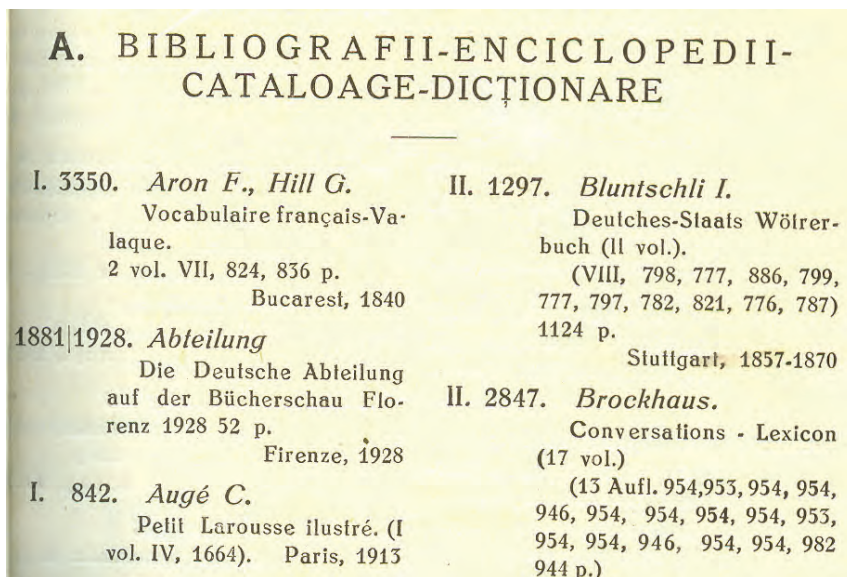 A. BIBLIOGRAFII-ENCICLOPEDII-
CATALOAGE-DICȚIONARE
I. 3350. Aron F., Hill G.
Vocabulaire français-Va-
laque.
2 vol. VII, 824, 836 p.
Bucarest, 1840
1881|1928. Abteilung
Die Deutsche Abteilung
auf der Bücherschau Flo-
renz 1928 52 p.
Firenze, 1928
I. 842. Augé C.
Petit Larousse ilustré. (I
vol. IV, 1664). Paris, 1913
II. 1297. Bluntschli I.
Deutches-Staats Wötrer-
buch (II vol.).
(VIII, 798, 777, 886, 799,
777, 797, 782, 821, 776, 787)
1124 p.
Stuttgart, 1857-1870
II. 2847. Brockhaus.
Conversations - Lexicon
(17 vol.)
(13 Aufl. 954,953, 954, 954,
946, 954, 954, 954, 954, 953,
954, 954, 946, 954, 954, 982
944 p.)